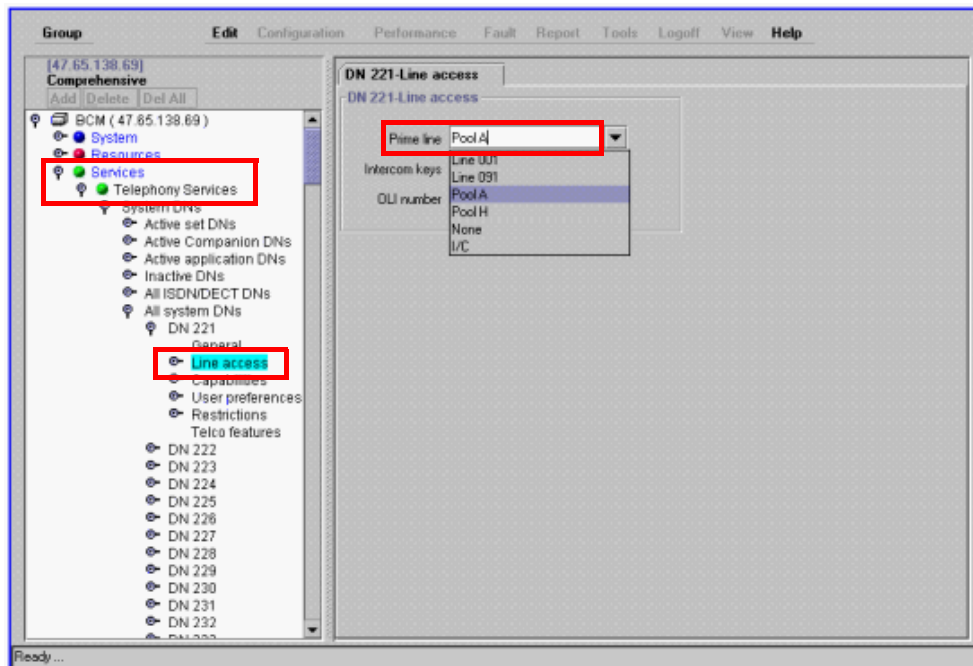 Group Edit Configuration Performance Fault Report Tools Logoff View Help
[47.65.138.69]
Comprehensive
Add Delete Del All
BCM ( 47.65.138.69 )
System
Resources
Services
Telephony Services
System DNs
Active set DNs
Active Companion DNs
Active application DNs
Inactive DNs
All ISDN/DECT DNs
All system DNs
DN 221
General
Line access
Capabilities
User preferences
Restrictions
Telco features
DN 222
DN 223
DN 224
DN 225
DN 226
DN 227
DN 228
DN 229
DN 230
DN 231
DN 232
DN 233
DN 221-Line access
DN 221-Line access
Prime line Pool A
Intercom keys
OLI number
Line 001
Line 091
Pool A
Pool H
None
I/C
Ready ...